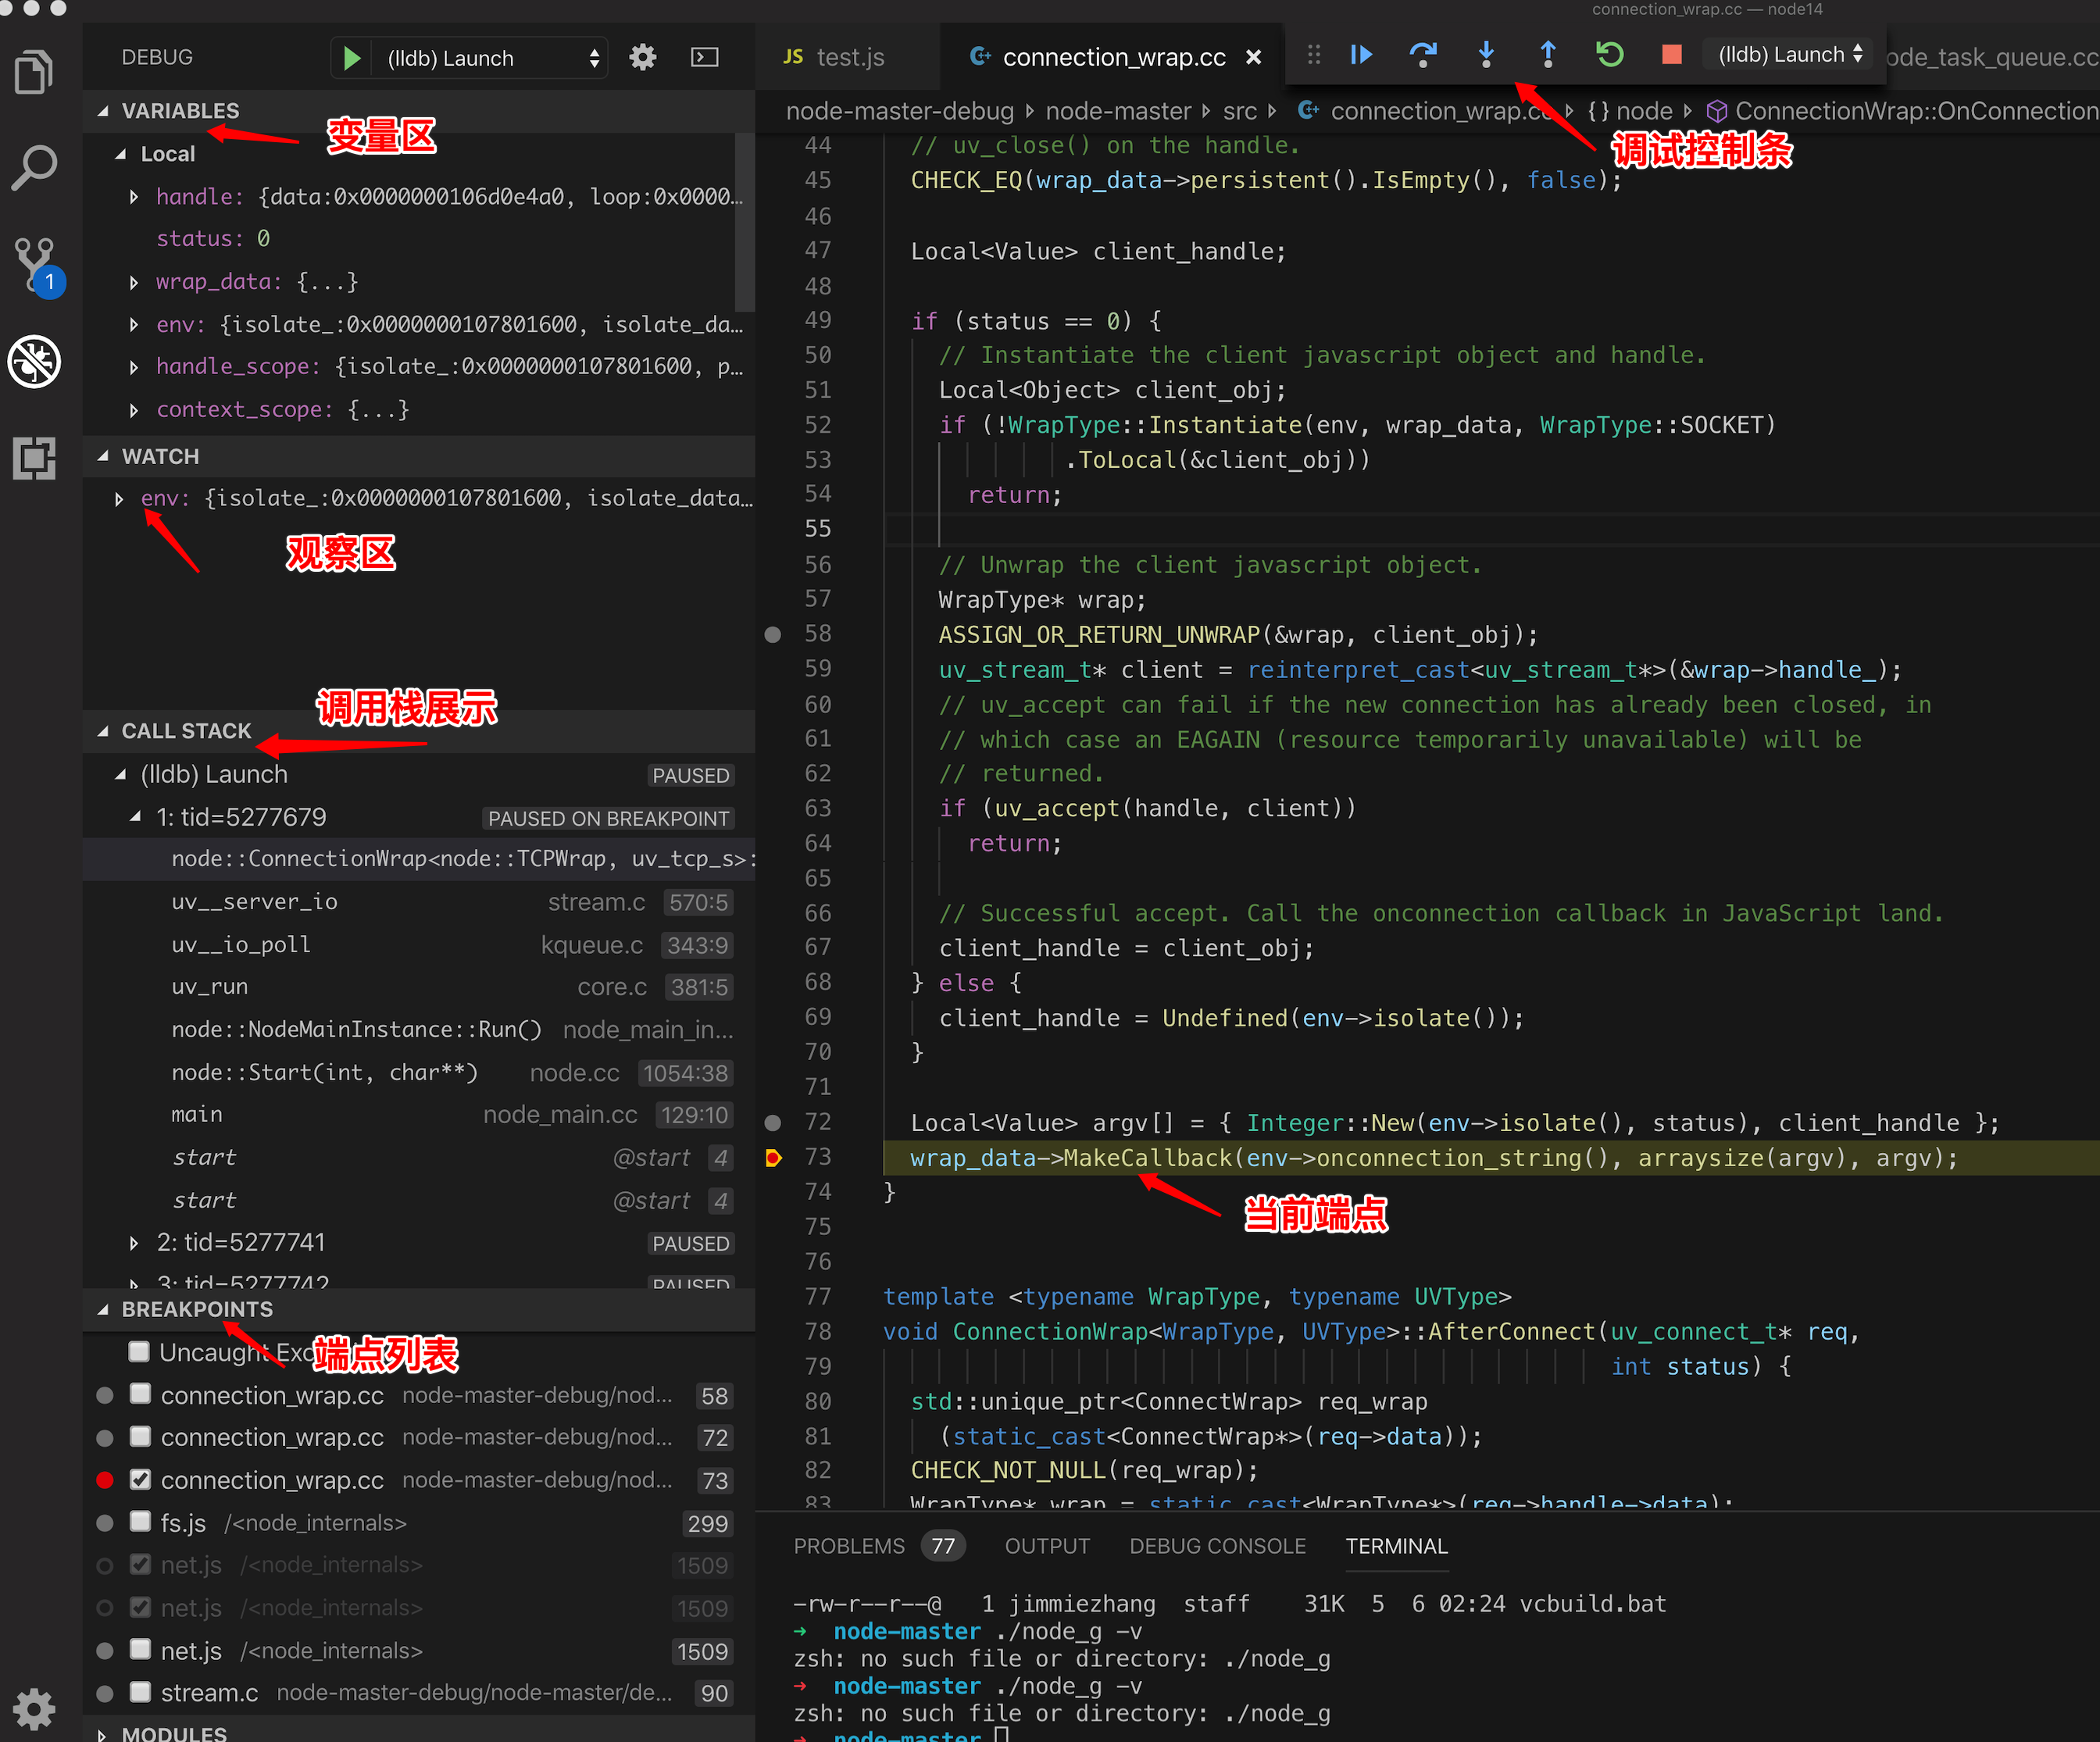 connection_wrap.cc — node14
DEBUG
(lldb) Launch
VARIABLES
变量区
Local
handle: {data:0x0000000106d0e4a0, loop:0x0000…
status: 0
wrap_data: {...}
env: {isolate_:0x0000000107801600, isolate_da…
handle_scope: {isolate_:0x0000000107801600, p…
context_scope: {...}
1
WATCH
env: {isolate_:0x0000000107801600, isolate_data…
观察区
调用栈展示
CALL STACK
(lldb) Launch PAUSED
1: tid=5277679 PAUSED ON BREAKPOINT
node::ConnectionWrap<node::TCPWrap, uv_tcp_s>:
uv__server_io stream.c 570:5
uv__io_poll kqueue.c 343:9
uv_run core.c 381:5
node::NodeMainInstance::Run() node_main_in...
node::Start(int, char**) node.cc 1054:38
main node_main.cc 129:10
start @start 4
start @start 4
2: tid=5277741 PAUSED
3: tid=5277742 PAUSED
BREAKPOINTS
Uncaught Exc
端点列表
connection_wrap.cc node-master-debug/nod... 58
connection_wrap.cc node-master-debug/nod... 72
connection_wrap.cc node-master-debug/nod... 73
fs.js /<node_internals> 299
net.js /<node_internals> 1509
net.js /<node_internals> 1509
net.js /<node_internals> 1509
stream.c node-master-debug/node-master/de... 90
MODULES
JS test.js
connection_wrap.cc ×
(lldb) Launch
ode_task_queue.cc
node-master-debug › node-master › src › connection_wrap.cc › {} node › ConnectionWrap::OnConnection
调试控制条
44 // uv_close() on the handle.
45 CHECK_EQ(wrap_data->persistent().IsEmpty(), false);
46
47 Local<Value> client_handle;
48
49 if (status == 0) {
50 // Instantiate the client javascript object and handle.
51 Local<Object> client_obj;
52 if (!WrapType::Instantiate(env, wrap_data, WrapType::SOCKET)
53 .ToLocal(&client_obj))
54 return;
55
56 // Unwrap the client javascript object.
57 WrapType* wrap;
58 ASSIGN_OR_RETURN_UNWRAP(&wrap, client_obj);
59 uv_stream_t* client = reinterpret_cast<uv_stream_t*>(&wrap->handle_);
60 // uv_accept can fail if the new connection has already been closed, in
61 // which case an EAGAIN (resource temporarily unavailable) will be
62 // returned.
63 if (uv_accept(handle, client))
64 return;
65
66 // Successful accept. Call the onconnection callback in JavaScript land.
67 client_handle = client_obj;
68 } else {
69 client_handle = Undefined(env->isolate());
70 }
71
72 Local<Value> argv[] = { Integer::New(env->isolate(), status), client_handle };
73 wrap_data->MakeCallback(env->onconnection_string(), arraysize(argv), argv);
74 }
当前端点
75
76
77 template <typename WrapType, typename UVType>
78 void ConnectionWrap<WrapType, UVType>::AfterConnect(uv_connect_t* req,
79 int status) {
80 std::unique_ptr<ConnectWrap> req_wrap
81 (static_cast<ConnectWrap*>(req->data));
82 CHECK_NOT_NULL(req_wrap);
83 WrapType* wrap = static_cast<WrapType*>(req->handle->data);
PROBLEMS 77 OUTPUT DEBUG CONSOLE TERMINAL
-rw-r--r--@ 1 jimmiezhang staff 31K 5 6 02:24 vcbuild.bat
➜ node-master ./node_g -v
zsh: no such file or directory: ./node_g
➜ node-master ./node_g -v
zsh: no such file or directory: ./node_g
➜ node-master